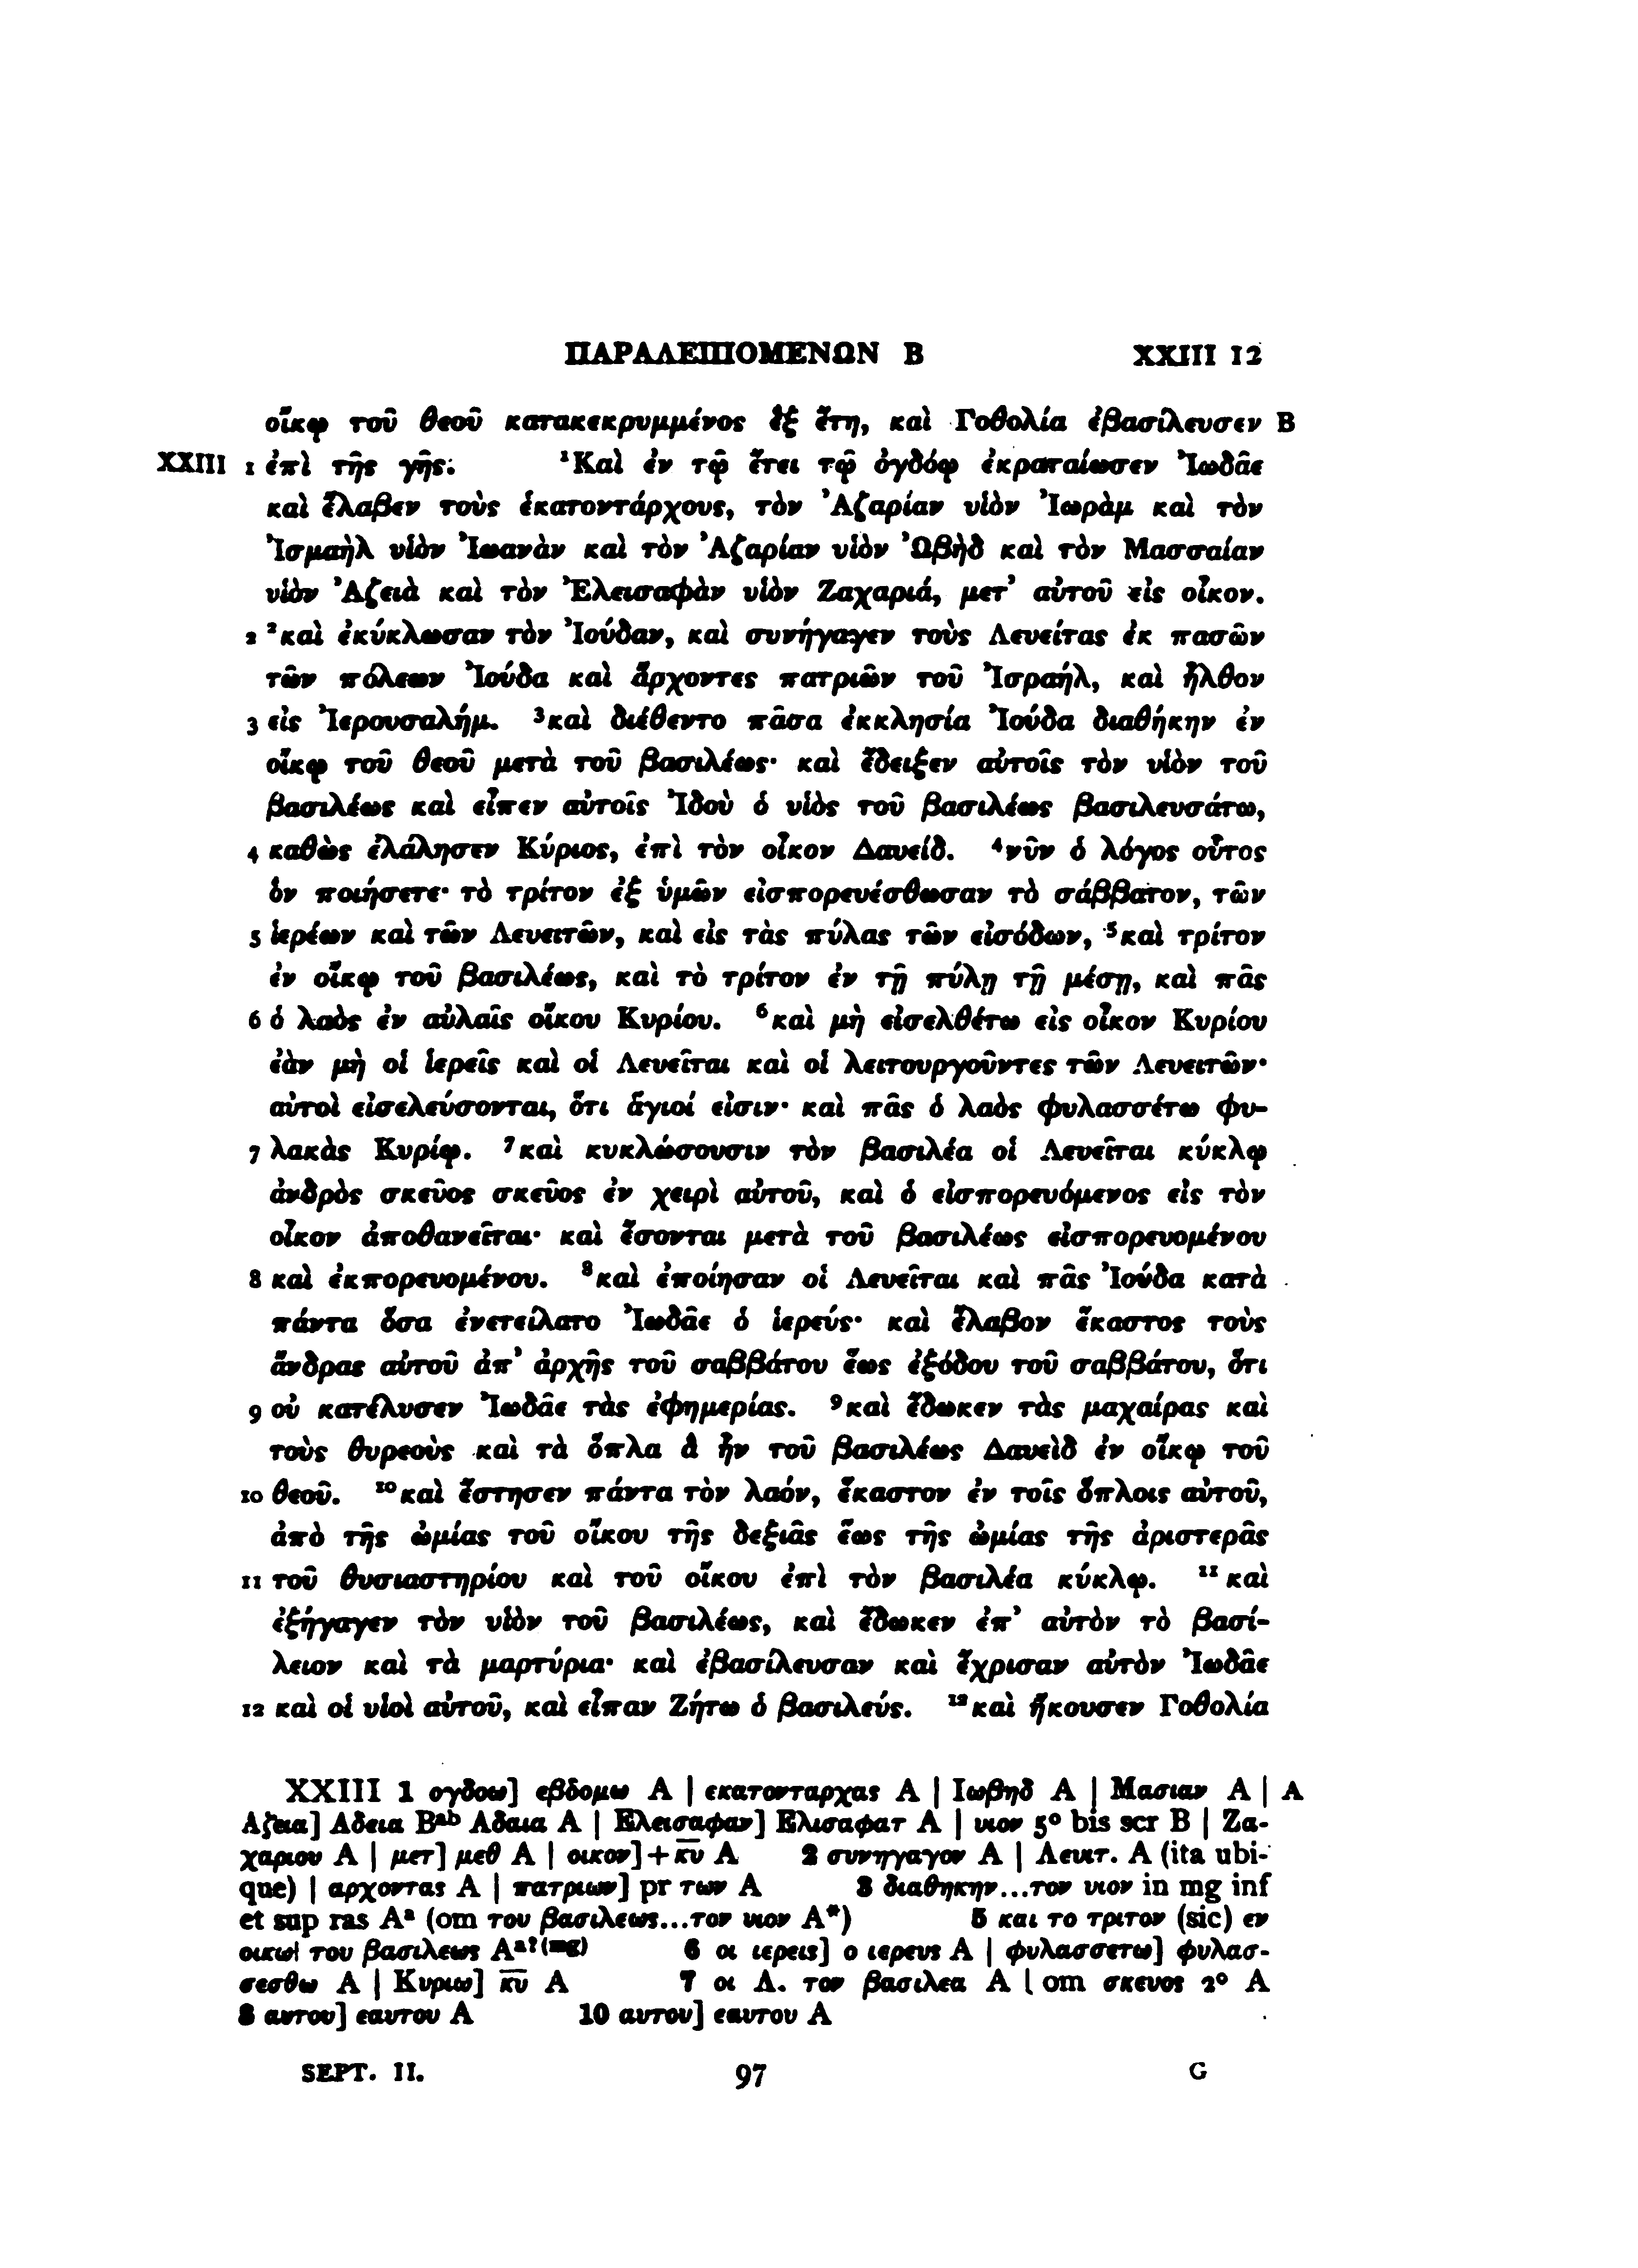 ΠΑΡΑΛΕΙΠΟΜΕΝΩΝ Β XXIII 12
οἴκῳ τοῦ θεοῦ κατακεκρυμμένος ἓξ ἔτη, καὶ Γοθολία ἐβασίλευσεν B
XXIII 1 ἐπὶ τῆς γῆς. ¹Καὶ ἐν τῷ ἔτει τῷ ὀγδόῳ ἐκραταίωσεν Ἰωδᾶε
καὶ ἔλαβεν τοὺς ἑκατοντάρχους, τὸν Ἀζαρίαν υἱὸν Ἰωρὰμ καὶ τὸν
Ἰσμαὴλ υἱὸν Ἰωανὰν καὶ τὸν Ἀζαρίαν υἱὸν Ὠβὴδ καὶ τὸν Μασσαίαν
υἱὸν Ἀζειὰ καὶ τὸν Ἐλεισαφὰν υἱὸν Ζαχαριά, μετ’ αὐτοῦ εἰς οἶκον.
2 ²καὶ ἐκύκλωσαν τὸν Ἰούδαν, καὶ συνήγαγεν τοὺς Λευείτας ἐκ πασῶν
τῶν πόλεων Ἰούδα καὶ ἄρχοντες πατριῶν τοῦ Ἰσραήλ, καὶ ἦλθον
3 εἰς Ἰερουσαλήμ. ³καὶ διέθεντο πᾶσα ἐκκλησία Ἰούδα διαθήκην ἐν
οἴκῳ τοῦ θεοῦ μετὰ τοῦ βασιλέως· καὶ ἔδειξεν αὐτοῖς τὸν υἱὸν τοῦ
βασιλέως καὶ εἶπεν αὐτοῖς Ἰδοὺ ὁ υἱὸς τοῦ βασιλέως βασιλευσάτω,
4 καθὼς ἐλάλησεν Κύριος, ἐπὶ τὸν οἶκον Δαυείδ. ⁴νῦν ὁ λόγος οὗτος
ὃν ποιήσετε· τὸ τρίτον ἐξ ὑμῶν εἰσπορευέσθωσαν τὸ σάββατον, τῶν
5 ἱερέων καὶ τῶν Λευειτῶν, καὶ εἰς τὰς πύλας τῶν εἰσόδων, ⁵καὶ τρίτον
ἐν οἴκῳ τοῦ βασιλέως, καὶ τὸ τρίτον ἐν τῇ πύλῃ τῇ μέσῃ, καὶ πᾶς
6 ὁ λαὸς ἐν αὐλαῖς οἴκου Κυρίου. ⁶καὶ μὴ εἰσελθέτω εἰς οἶκον Κυρίου
ἐὰν μὴ οἱ ἱερεῖς καὶ οἱ Λευεῖται καὶ οἱ λειτουργοῦντες τῶν Λευειτῶν·
αὐτοὶ εἰσελεύσονται, ὅτι ἅγιοί εἰσιν· καὶ πᾶς ὁ λαὸς φυλασσέτω φυ-
7 λακὰς Κυρίῳ. ⁷καὶ κυκλώσουσιν τὸν βασιλέα οἱ Λευεῖται κύκλῳ
ἀνδρὸς σκεῦος σκεῦος ἐν χειρὶ αὐτοῦ, καὶ ὁ εἰσπορευόμενος εἰς τὸν
οἶκον ἀποθανεῖται· καὶ ἔσονται μετὰ τοῦ βασιλέως εἰσπορευομένου
8 καὶ ἐκπορευομένου. ⁸καὶ ἐποίησαν οἱ Λευεῖται καὶ πᾶς Ἰούδα κατὰ
πάντα ὅσα ἐνετείλατο Ἰωδᾶε ὁ ἱερεύς· καὶ ἔλαβον ἕκαστος τοὺς
ἄνδρας αὐτοῦ ἀπ’ ἀρχῆς τοῦ σαββάτου ἕως ἐξόδου τοῦ σαββάτου, ὅτι
9 οὐ κατέλυσεν Ἰωδᾶε τὰς ἐφημερίας. ⁹καὶ ἔδωκεν τὰς μαχαίρας καὶ
τοὺς θυρεοὺς καὶ τὰ ὅπλα ἃ ἦν τοῦ βασιλέως Δαυεὶδ ἐν οἴκῳ τοῦ
10 θεοῦ. ¹⁰καὶ ἔστησεν πάντα τὸν λαόν, ἕκαστον ἐν τοῖς ὅπλοις αὐτοῦ,
ἀπὸ τῆς ὠμίας τοῦ οἴκου τῆς δεξιᾶς ἕως τῆς ὠμίας τῆς ἀριστερᾶς
11 τοῦ θυσιαστηρίου καὶ τοῦ οἴκου ἐπὶ τὸν βασιλέα κύκλῳ. ¹¹καὶ
ἐξήγαγεν τὸν υἱὸν τοῦ βασιλέως, καὶ ἔδωκεν ἐπ’ αὐτὸν τὸ βασί-
λειον καὶ τὰ μαρτύρια· καὶ ἐβασίλευσαν καὶ ἔχρισαν αὐτὸν Ἰωδᾶε
12 καὶ οἱ υἱοὶ αὐτοῦ, καὶ εἶπαν Ζήτω ὁ βασιλεύς. ¹²καὶ ἤκουσεν Γοθολία
XXIII 1 ογδοω] εβδομω A | εκατονταρχας A | Ιωβηδ A | Μασιαν A | A
Αζεια] Αδεια Bᵃᵇ Αδαια A | Ελεισαφαν] Ελισαφατ A | υιον 5° bis scr B | Ζα-
χαριου A | μετ] μεθ A | οικον]+κ̅υ̅ A 2 συνηγαγον A | Λευιτ. A (ita ubi-
que) | αρχοντας A | πατριων] pr των A 3 διαθηκην...τον υιον in mg inf
et sup ras Aᵃ (om του βασιλεως...τον υιον A*) 5 και το τριτον (sic) εν
οικωι του βασιλεως Aᵃ?⁽ᵐᵍ⁾ 6 οι ιερεις] ο ιερευς A | φυλασσετω] φυλασ-
σεσθω A | Κυριω] κ̅υ̅ A 7 οι Λ. τον βασιλεα A | om σκευος 2° A
8 αυτου] εαυτου A 10 αυτου] εαυτου A
SEPT. II. 97 G